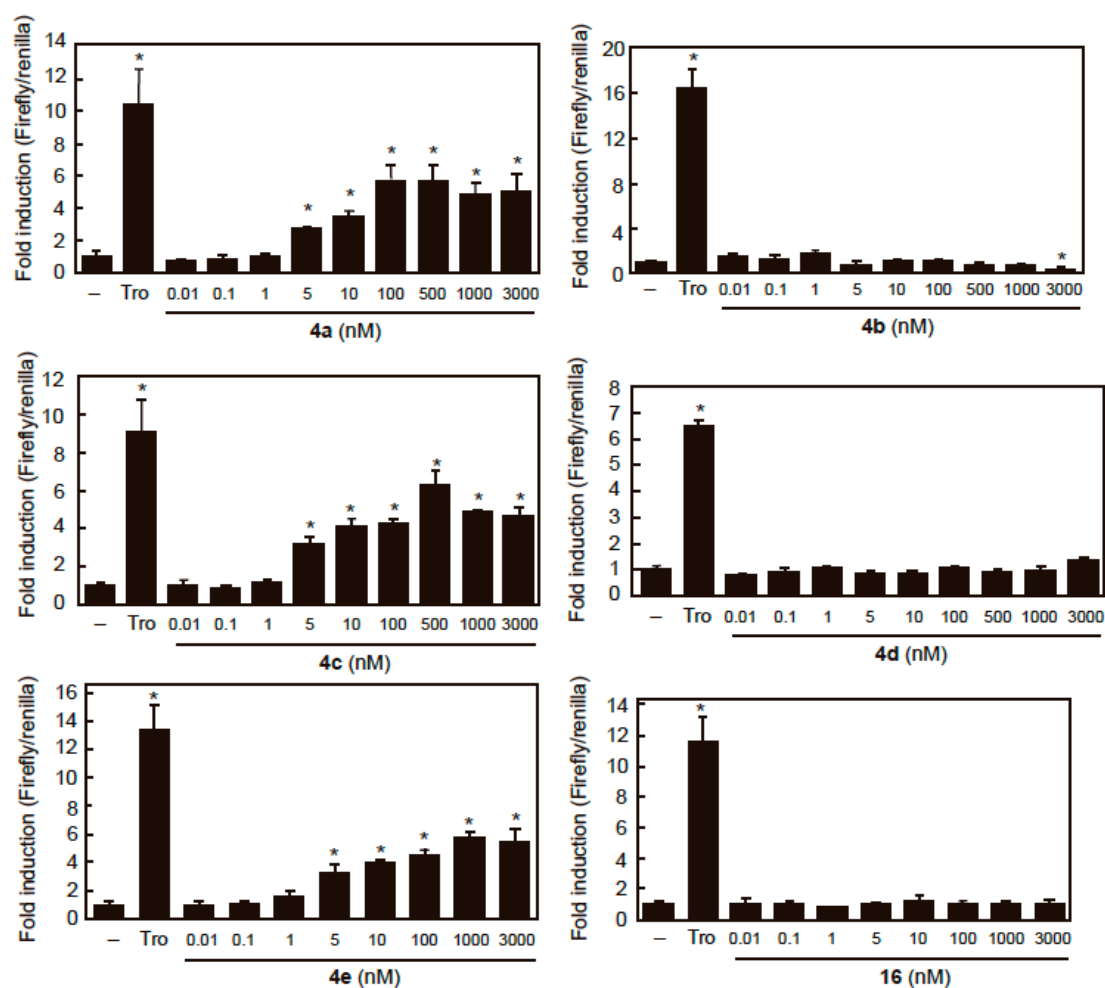 Fold induction (Firefly/renilla)
14
12
10
8
6
4
2
0
* * * * * * *
– Tro 0.01 0.1 1 5 10 100 500 1000 3000
4a (nM)
Fold induction (Firefly/renilla)
20
16
12
8
4
0
* *
– Tro 0.01 0.1 1 5 10 100 500 1000 3000
4b (nM)
Fold induction (Firefly/renilla)
12
10
8
6
4
2
0
* * * * * * *
– Tro 0.01 0.1 1 5 10 100 500 1000 3000
4c (nM)
Fold induction (Firefly/renilla)
8
7
6
5
4
3
2
1
0
*
– Tro 0.01 0.1 1 5 10 100 500 1000 3000
4d (nM)
Fold induction (Firefly/renilla)
16
14
12
10
8
6
4
2
0
* * * * * *
– Tro 0.01 0.1 1 5 10 100 1000 3000
4e (nM)
Fold induction (Firefly/renilla)
14
12
10
8
6
4
2
0
*
– Tro 0.01 0.1 1 5 10 100 1000 3000
16 (nM)